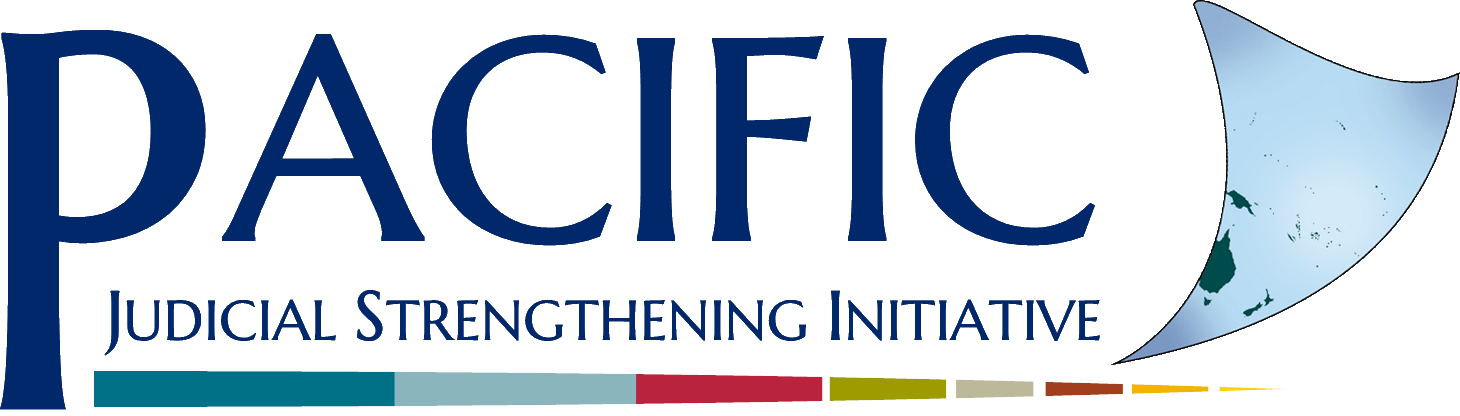 PACIFIC
JUDICIAL STRENGTHENING INITIATIVE